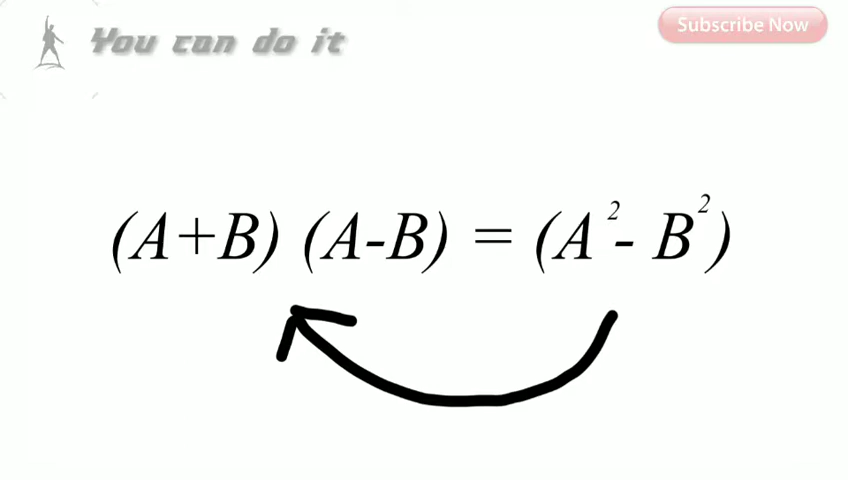 You can do it
Subscribe Now
(A+B) (A-B) = (A²- B²)